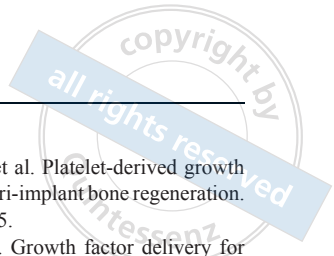 copyright by
all rights reserved
Quintessenz
et al. Platelet-derived growth
ri-implant bone regeneration.
5.
. Growth factor delivery for